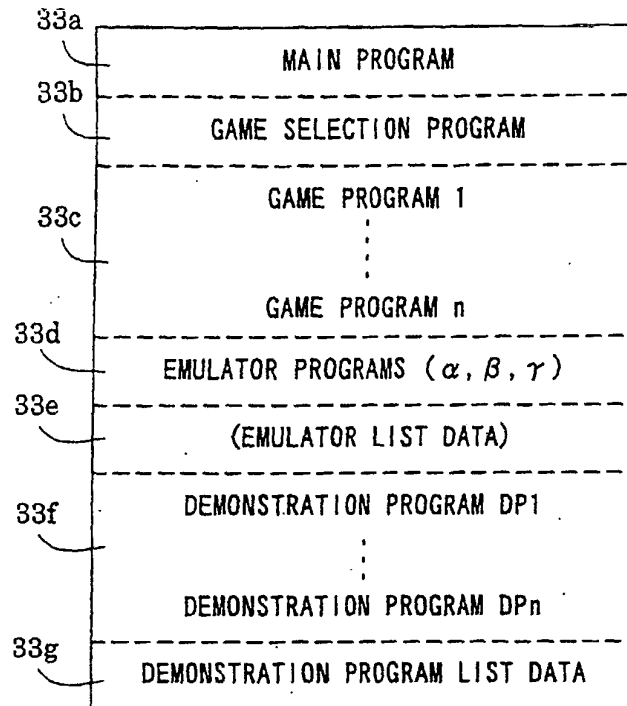 33a
MAIN PROGRAM
33b
GAME SELECTION PROGRAM
GAME PROGRAM 1
33c
GAME PROGRAM n
33d
EMULATOR PROGRAMS (α, β, γ)
33e
(EMULATOR LIST DATA)
DEMONSTRATION PROGRAM DP1
33f
DEMONSTRATION PROGRAM DPn
33g
DEMONSTRATION PROGRAM LIST DATA